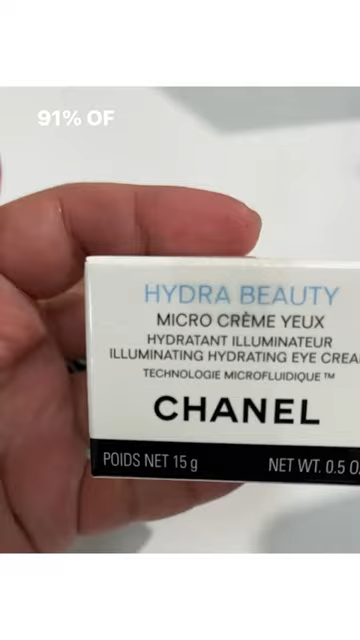 91% OF
HYDRA BEAUTY
MICRO CRÈME YEUX
HYDRATANT ILLUMINATEUR
ILLUMINATING HYDRATING EYE CREA
TECHNOLOGIE MICROFLUIDIQUE™
CHANEL
POIDS NET 15 g NET WT. 0.5 O